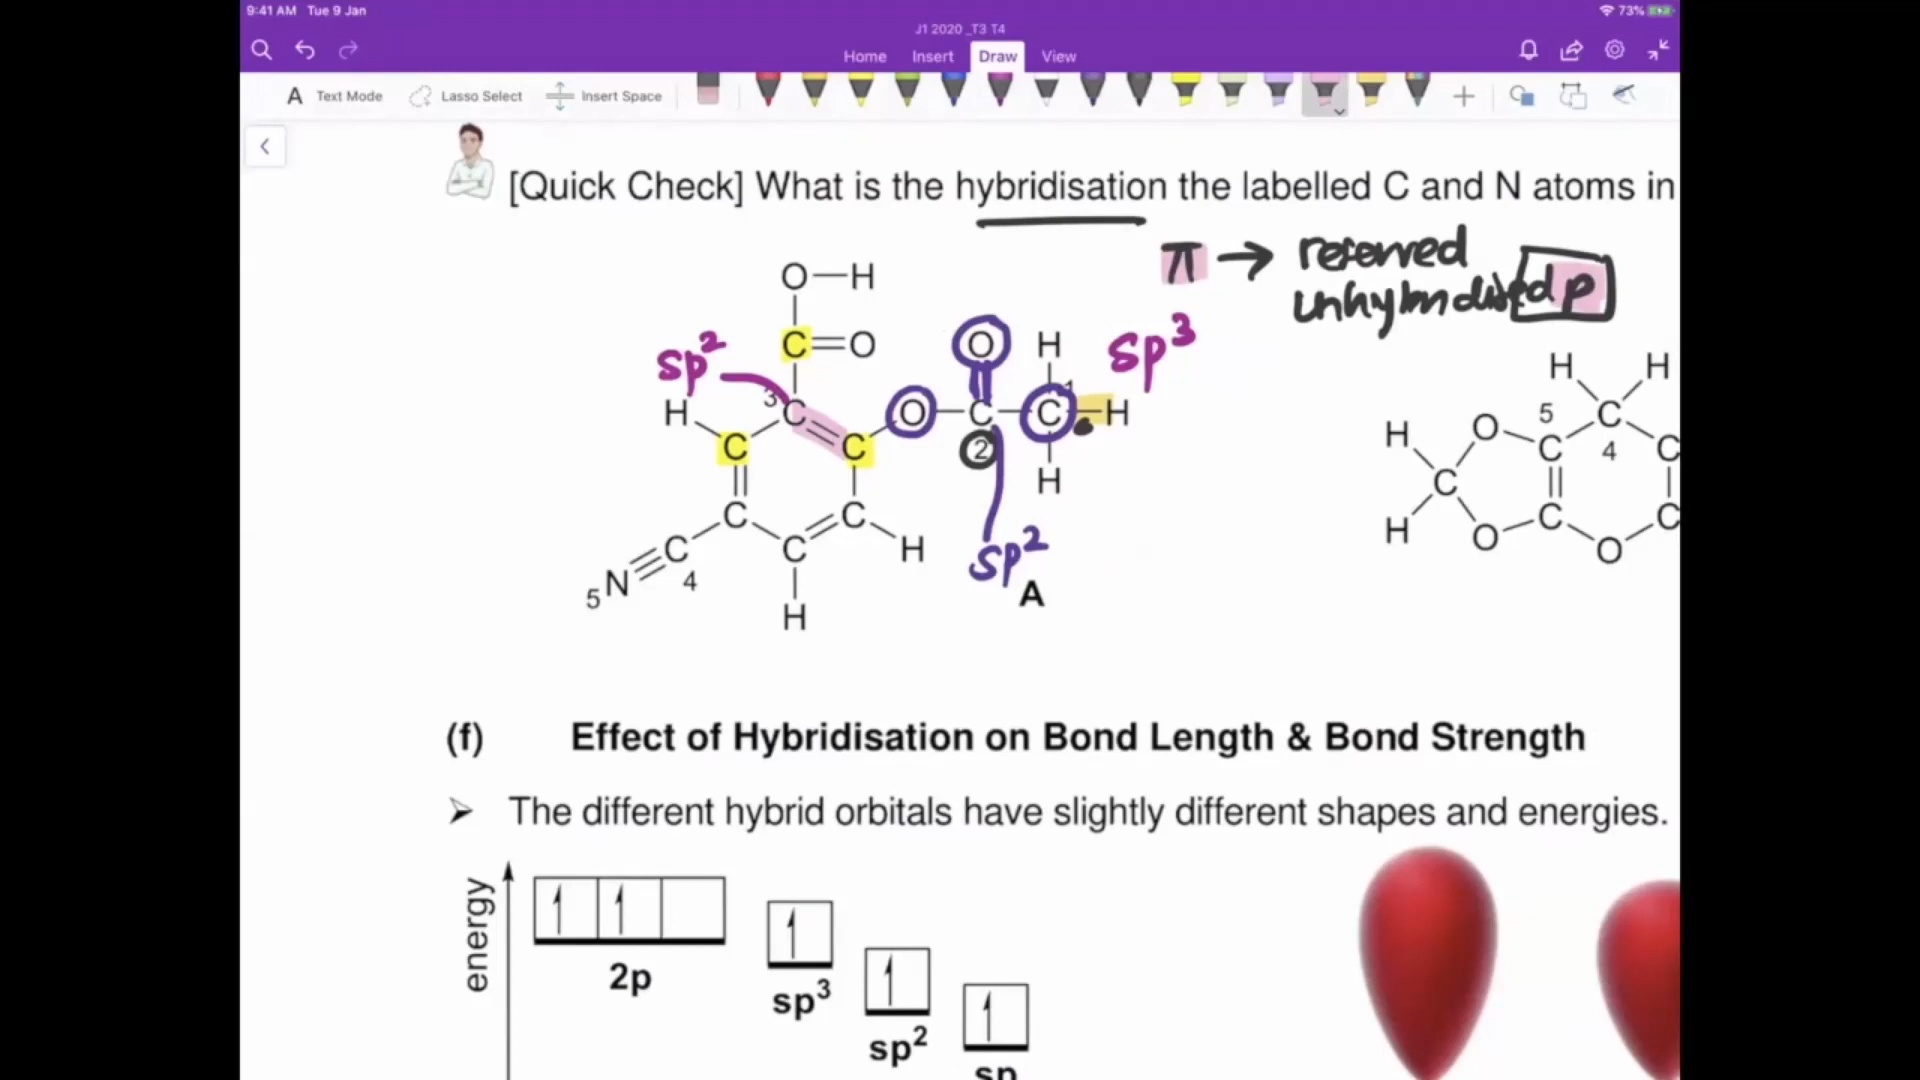 9:41 AM Tue 9 Jan
73%
J1 2020 _T3 T4
Home Insert Draw View
A Text Mode Lasso Select Insert Space
[Quick Check] What is the hybridisation the labelled C and N atoms in
π → reserved
unhybridised p
O H
sp²
C O O H sp³
1
H 3 C O C C H
C C 2
H
C C
sp²
N C C H
5 4
A
H
H H
H O 5 C
C 4 C
C
H O C C
O
(f) Effect of Hybridisation on Bond Length & Bond Strength
➢ The different hybrid orbitals have slightly different shapes and energies.
energy
2p
sp³
sp²
sp